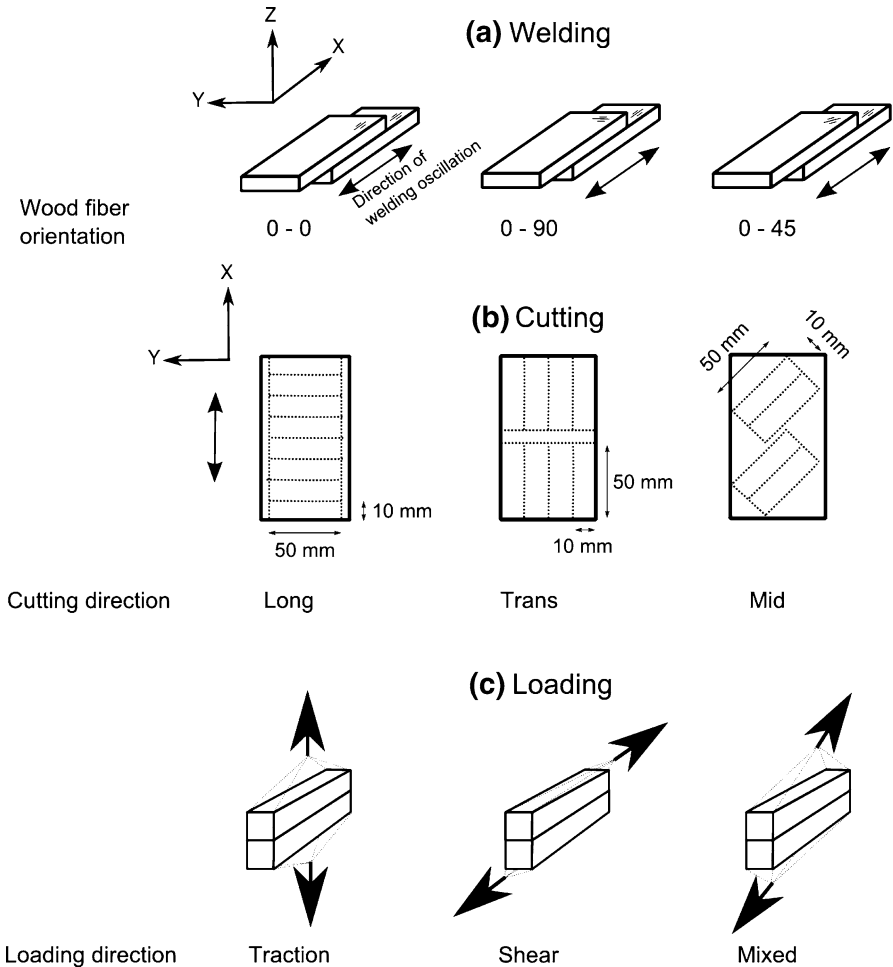 (a) Welding
Z
X
Y
Direction of
welding oscillation
Wood fiber
orientation
0 - 0
0 - 90
0 - 45
(b) Cutting
X
Y
10 mm
50 mm
50 mm
10 mm
50 mm
10 mm
Cutting direction
Long
Trans
Mid
(c) Loading
Loading direction
Traction
Shear
Mixed